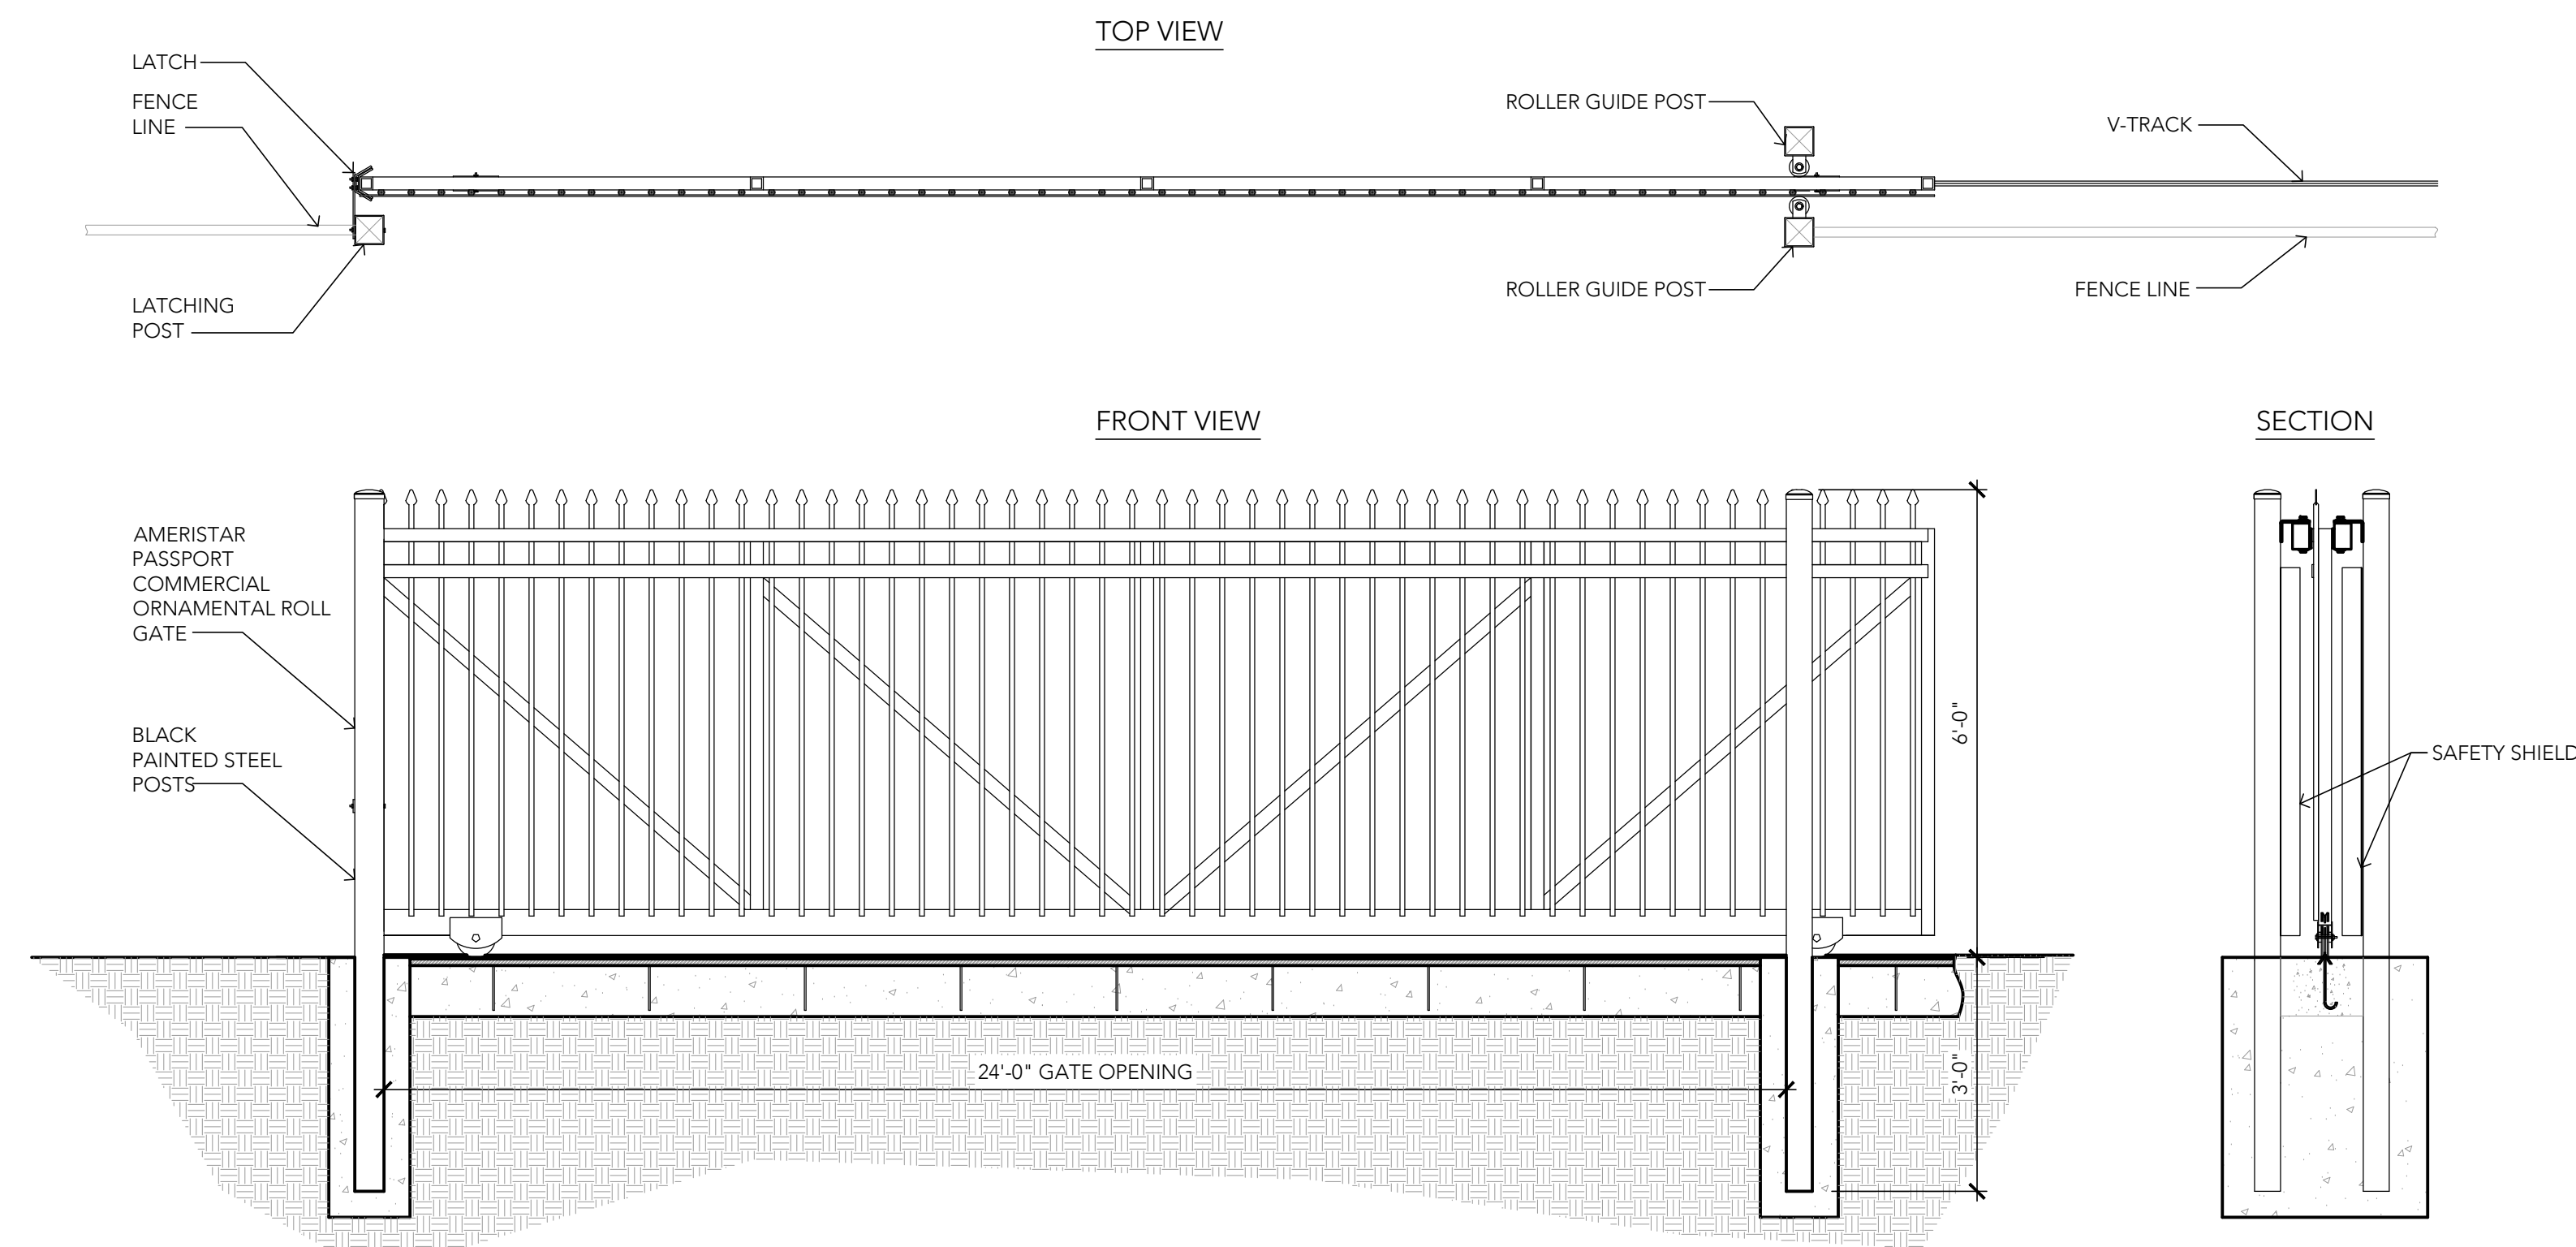 TOP VIEW
LATCH
FENCE
LINE
LATCHING
POST
ROLLER GUIDE POST
ROLLER GUIDE POST
V-TRACK
FENCE LINE
FRONT VIEW
AMERISTAR
PASSPORT
COMMERCIAL
ORNAMENTAL ROLL
GATE
BLACK
PAINTED STEEL
POSTS
6'-0"
24'-0" GATE OPENING
3'-0"
SECTION
SAFETY SHIELD